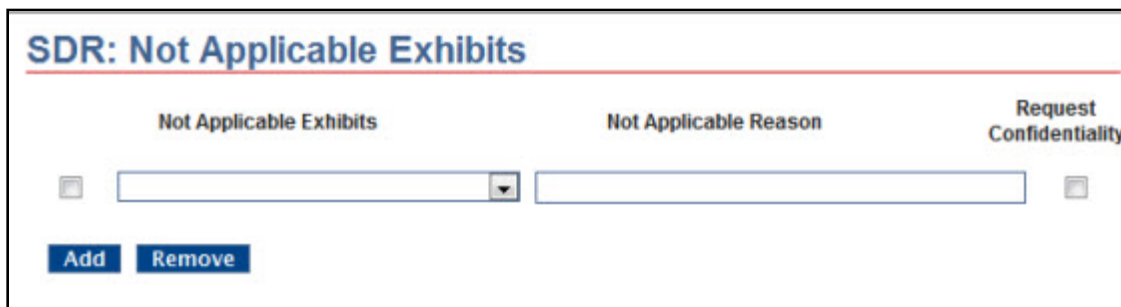 SDR: Not Applicable Exhibits
Not Applicable Exhibits Not Applicable Reason Request Confidentiality
Add Remove